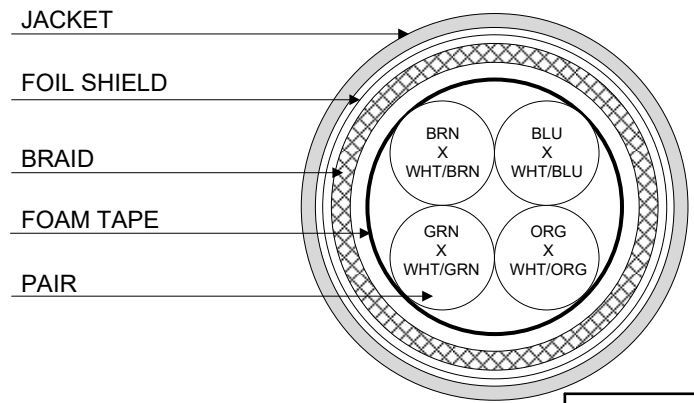 JACKET
FOIL SHIELD
BRAID
FOAM TAPE
PAIR
BRN
X
WHT/BRN
BLU
X
WHT/BLU
GRN
X
WHT/GRN
ORG
X
WHT/ORG